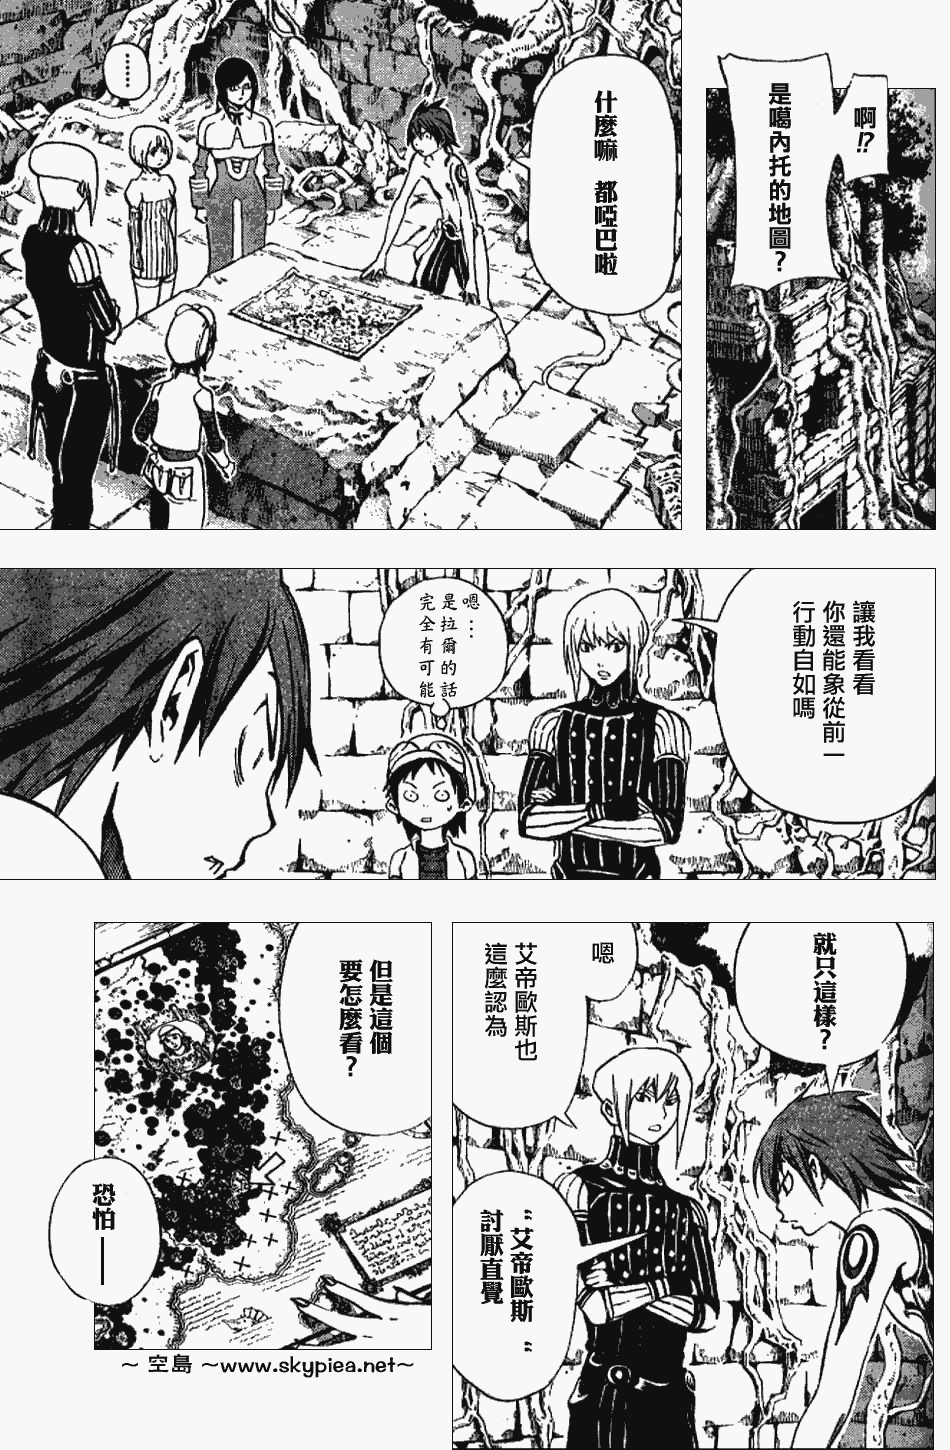 啊!?
是噶內托的地圖?
什麼嘛 都啞巴啦
……
讓我看看
你還能象從前一
行動自如嗎
嗯…
是拉爾的話
完全有可能
就只這樣?
嗯
艾帝歐斯也
這麼認為
“艾帝歐斯“
討厭直覺
但是這個
要怎麼看?
恐怕——
~ 空島 ~www.skypiea.net~